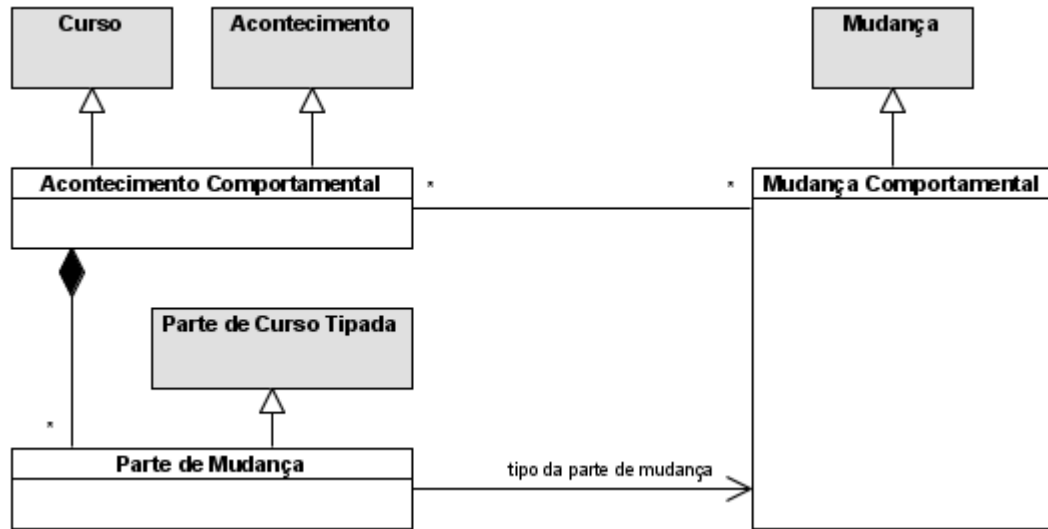 Curso
Acontecimento
Mudança
Acontecimento Comportamental
*
*
Mudança Comportamental
Parte de Curso Tipada
*
Parte de Mudança
tipo da parte de mudança